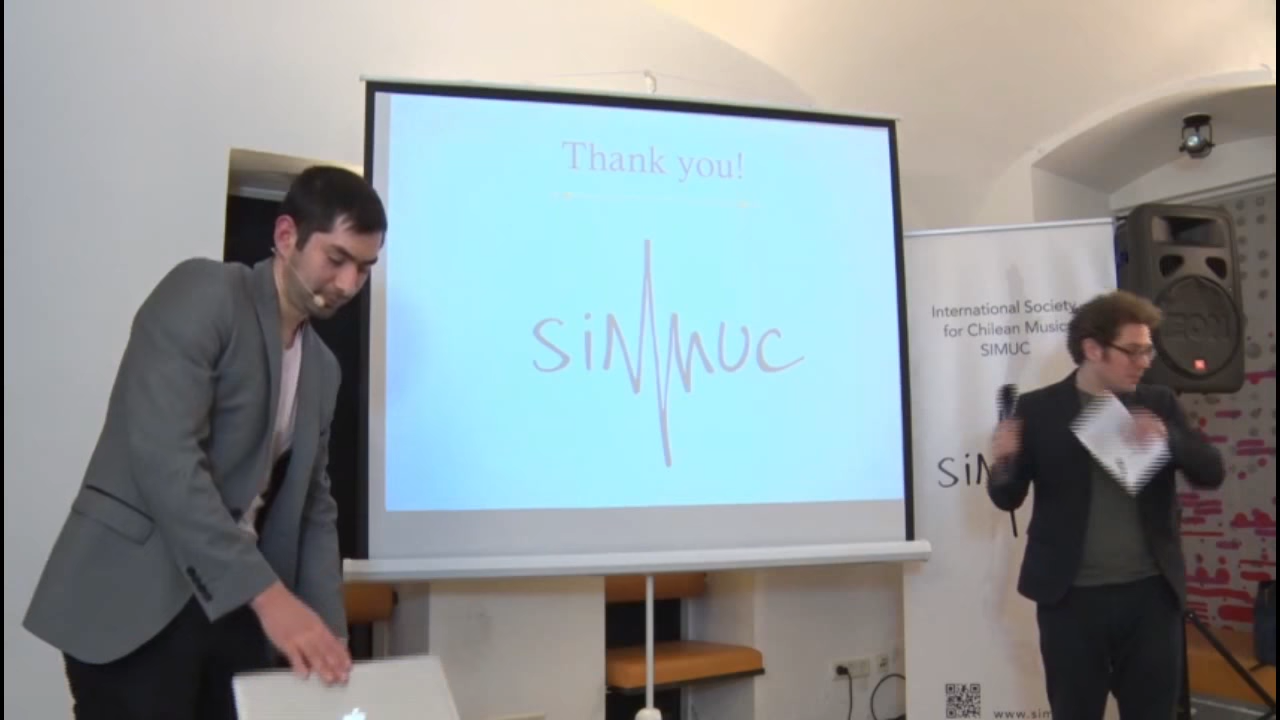 Thank you!
SiMUC
International Society
for Chilean Music
SIMUC